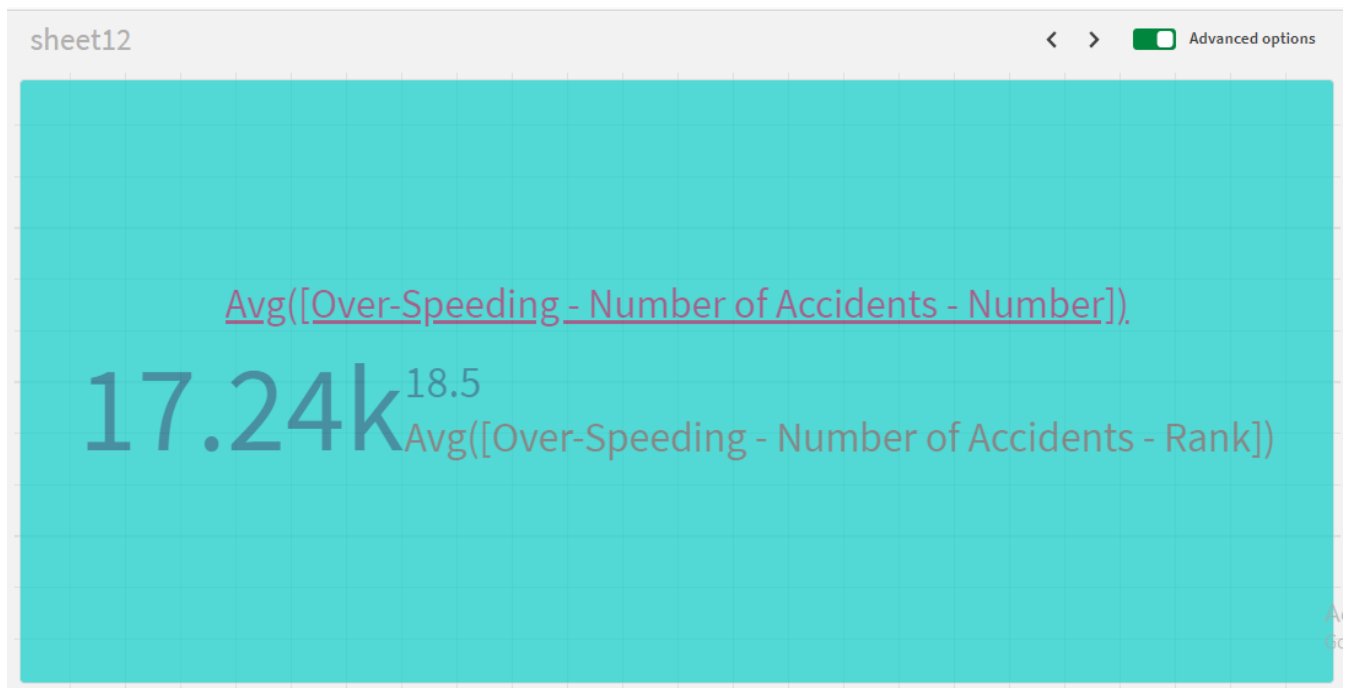 sheet12
Advanced options
Avg([Over-Speeding - Number of Accidents - Number])
17.24k
18.5
Avg([Over-Speeding - Number of Accidents - Rank])